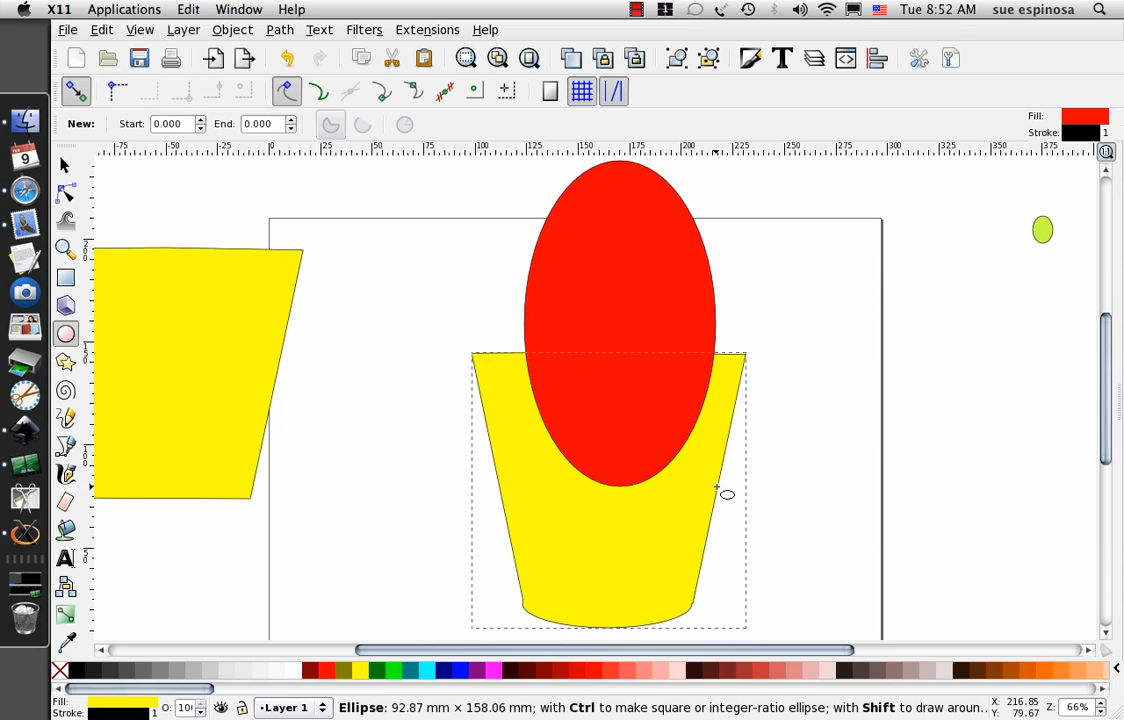 X11 Applications Edit Window Help Tue 8:52 AM sue espinosa
File Edit View Layer Object Path Text Filters Extensions Help
New: Start: 0.000 End: 0.000 Fill: Stroke: 1
-75 -50 -25 0 25 50 75 100 125 150 175 200 225 250 275 300 325 350 375
Fill: Stroke: 1 O: Layer 1 Ellipse: 92.87 mm × 158.06 mm; with Ctrl to make square or integer-ratio ellipse; with Shift to draw aroun... X: 216.85 Y: 79.67 Z: 66%